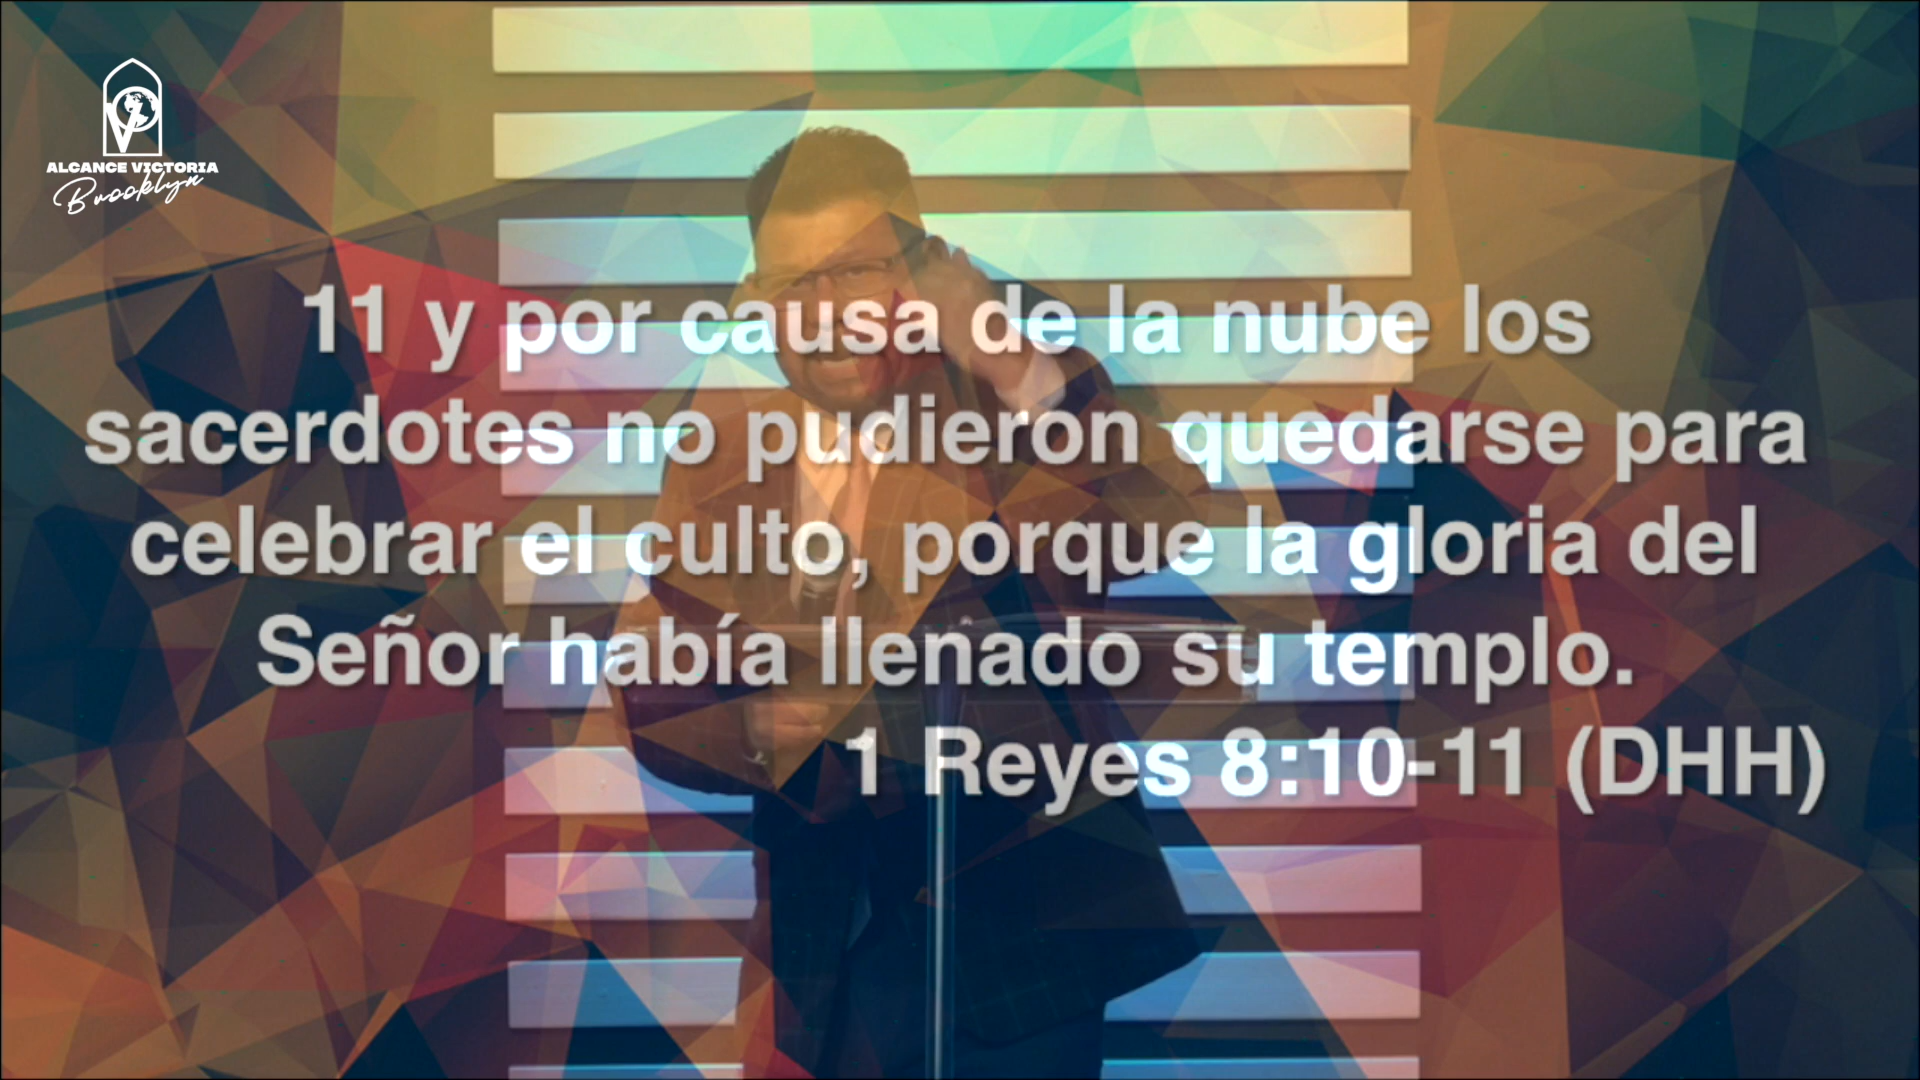 ALCANCE VICTORIA
Brooklyn
11 y por causa de la nube los
sacerdotes no pudieron quedarse para
celebrar el culto, porque la gloria del
Señor había llenado su templo.
1 Reyes 8:10-11 (DHH)